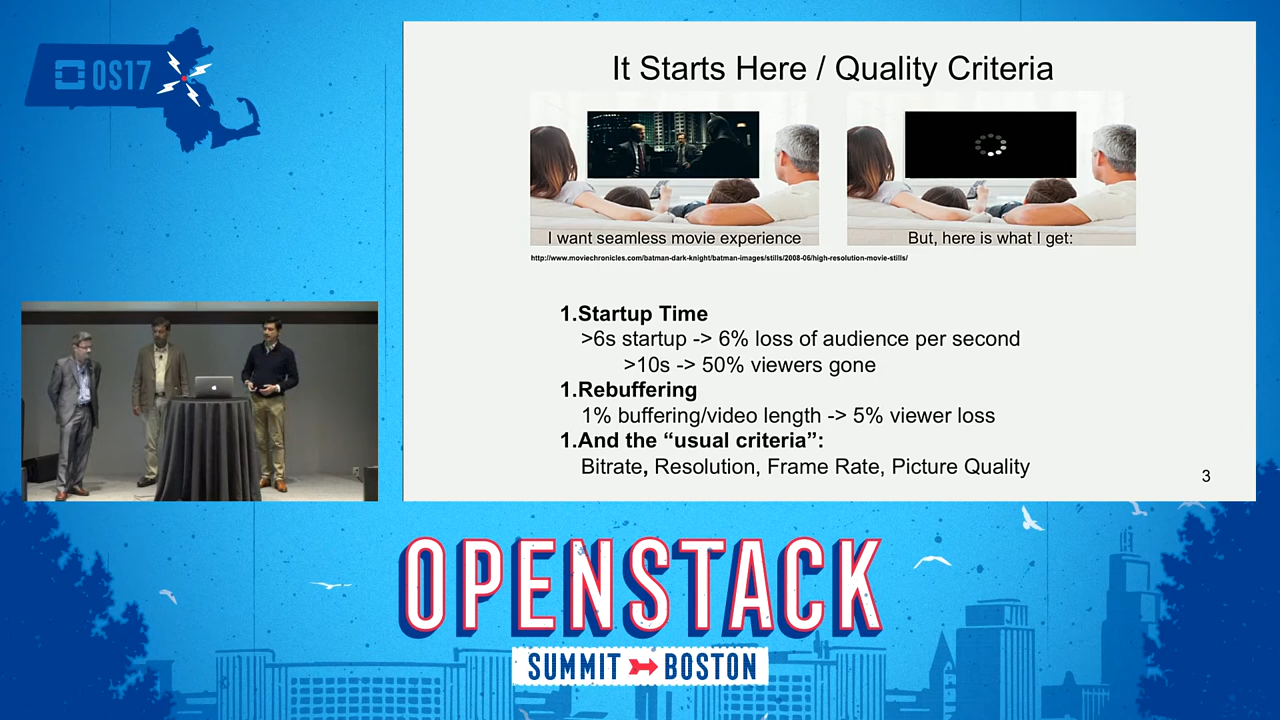 OS17
It Starts Here / Quality Criteria
I want seamless movie experience
But, here is what I get:
http://www.moviechronicles.com/batman-dark-knight/batman-images/stills/2008-06/high-resolution-movie-stills/
1.Startup Time
>6s startup -> 6% loss of audience per second
>10s -> 50% viewers gone
1.Rebuffering
1% buffering/video length -> 5% viewer loss
1.And the “usual criteria”:
Bitrate, Resolution, Frame Rate, Picture Quality
3
OPENSTACK
SUMMIT BOSTON